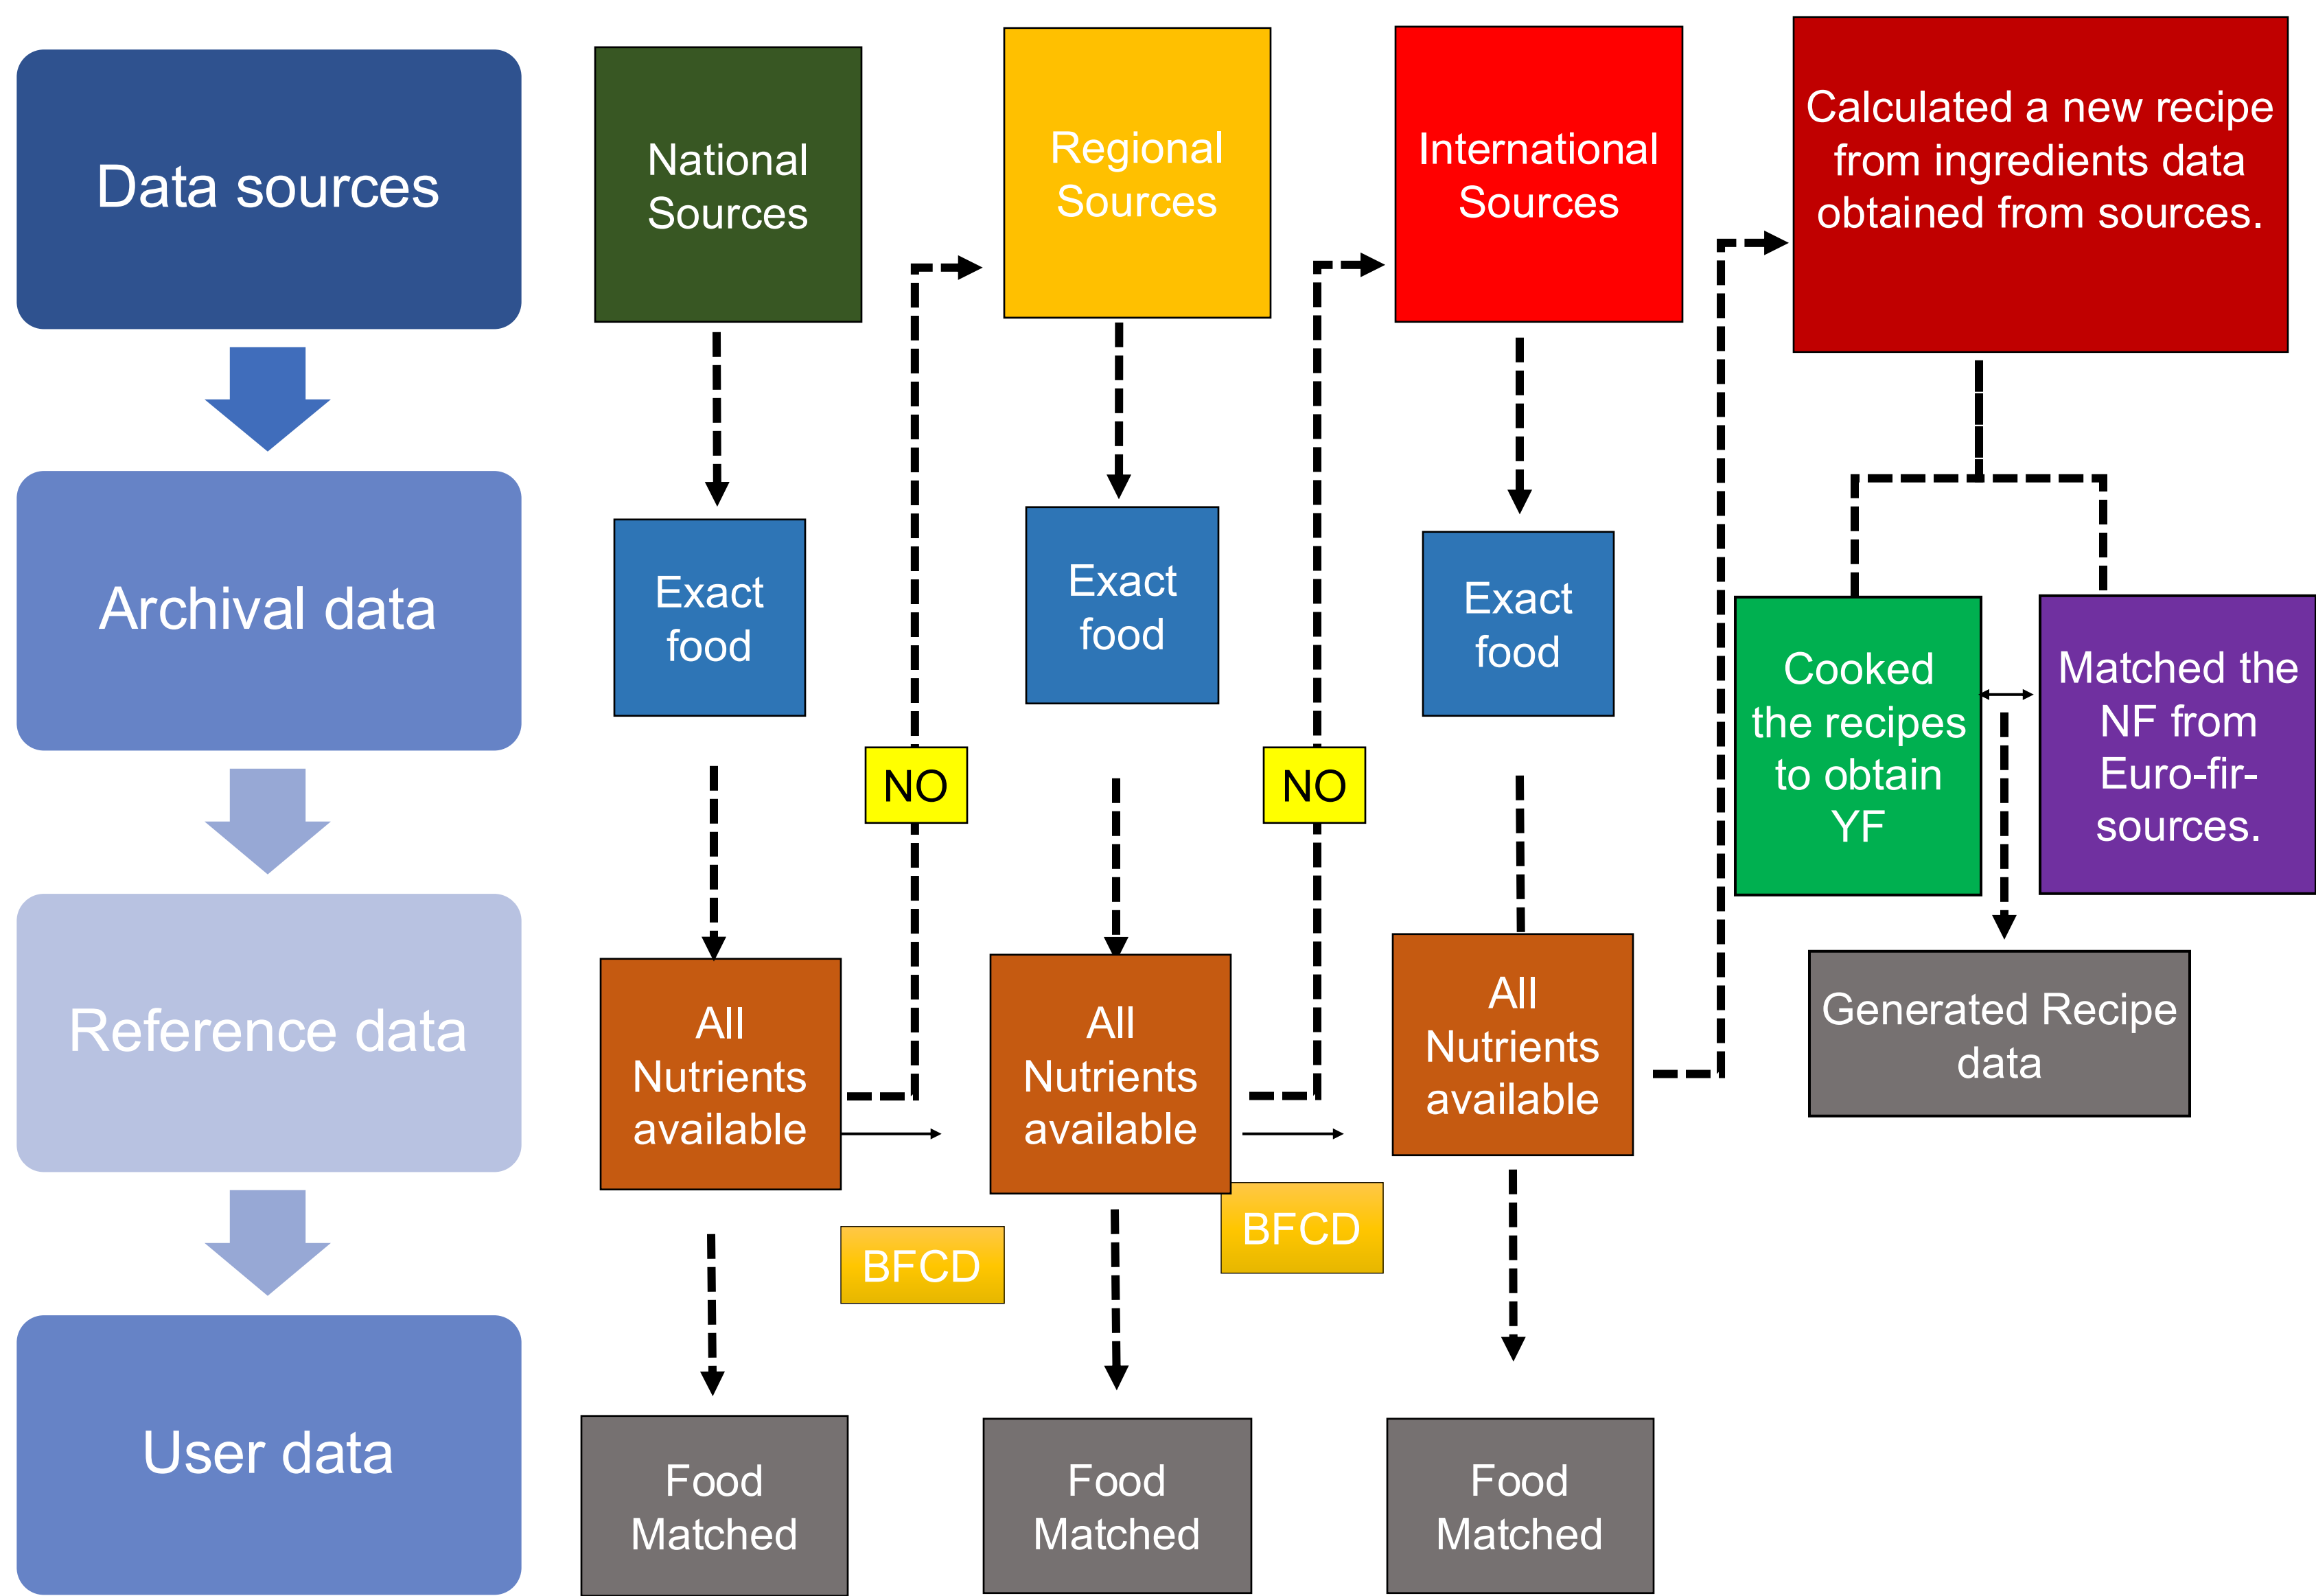 Data sources
Archival data
Reference data
User data
National
Sources
Exact
food
All
Nutrients
available
Food
Matched
NO
BFCD
Regional
Sources
Exact
food
All
Nutrients
available
Food
Matched
NO
BFCD
International
Sources
Exact
food
All
Nutrients
available
Food
Matched
Calculated a new recipe
from ingredients data
obtained from sources.
Cooked
the recipes
to obtain
YF
Matched the
NF from
Euro-fir-
sources.
Generated Recipe
data